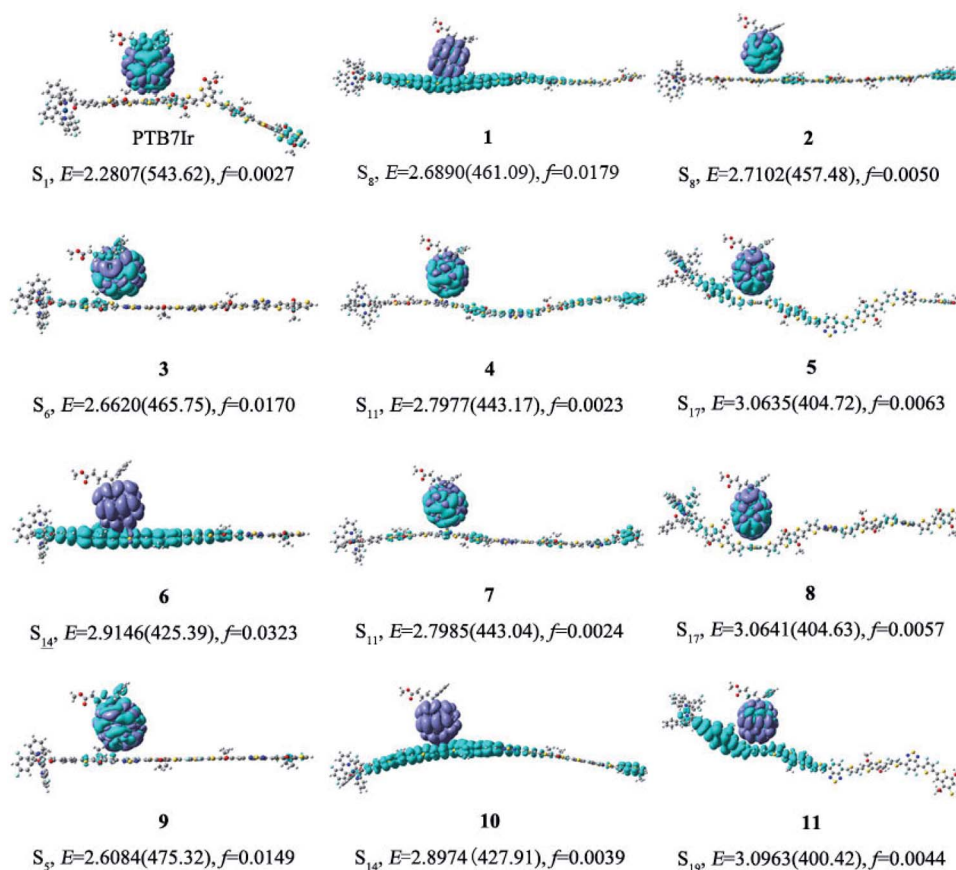 PTB7Ir
1
2
S₁, E=2.2807(543.62), f=0.0027
S₈, E=2.6890(461.09), f=0.0179
S₈, E=2.7102(457.48), f=0.0050
3
4
5
S₆, E=2.6620(465.75), f=0.0170
S₁₁, E=2.7977(443.17), f=0.0023
S₁₇, E=3.0635(404.72), f=0.0063
6
7
8
S₁₄, E=2.9146(425.39), f=0.0323
S₁₁, E=2.7985(443.04), f=0.0024
S₁₇, E=3.0641(404.63), f=0.0057
9
10
11
S₅, E=2.6084(475.32), f=0.0149
S₁₄, E=2.8974(427.91), f=0.0039
S₁₉, E=3.0963(400.42), f=0.0044